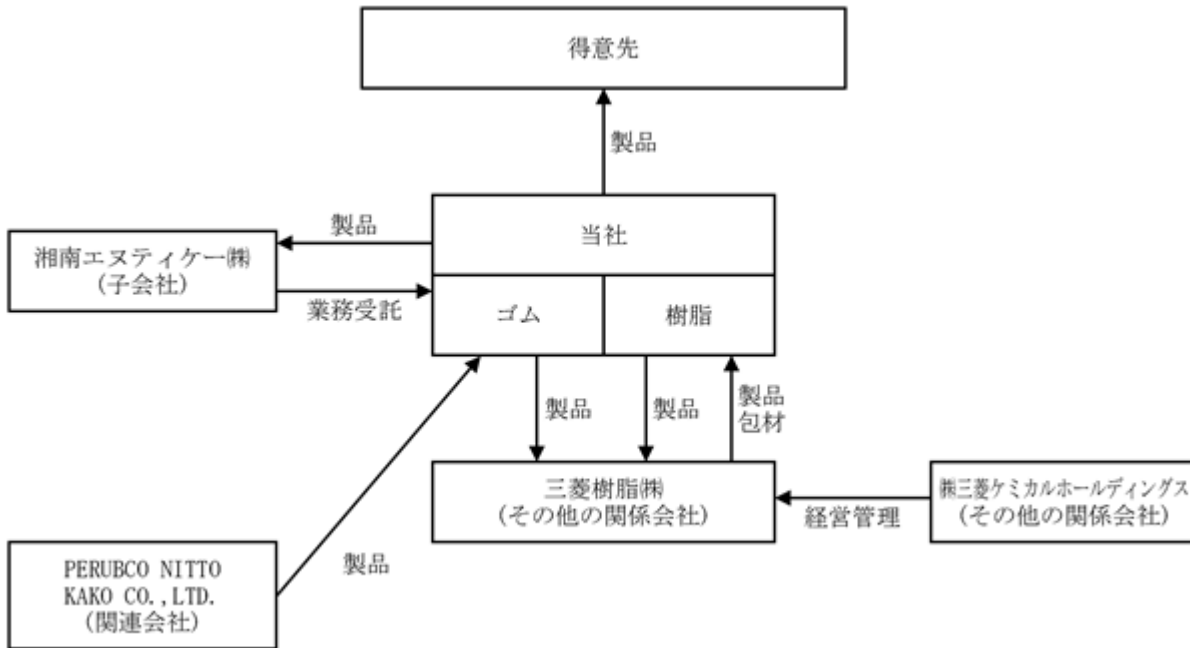 得意先
製品
当社
製品
湘南エヌティケー㈱
(子会社)
業務受託
ゴム
樹脂
製品
製品
製品
包材
三菱樹脂㈱
(その他の関係会社)
㈱三菱ケミカルホールディングス
(その他の関係会社)
経営管理
製品
PERUBCO NITTO
KAKO CO.,LTD.
(関連会社)